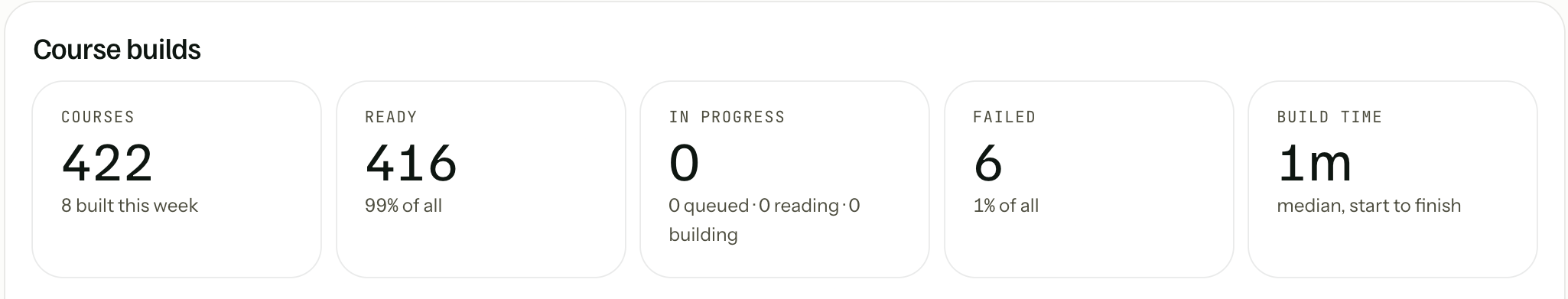 Course builds
COURSES
422
8 built this week
READY
416
99% of all
IN PROGRESS
0
0 queued · 0 reading · 0
building
FAILED
6
1% of all
BUILD TIME
1m
median, start to finish